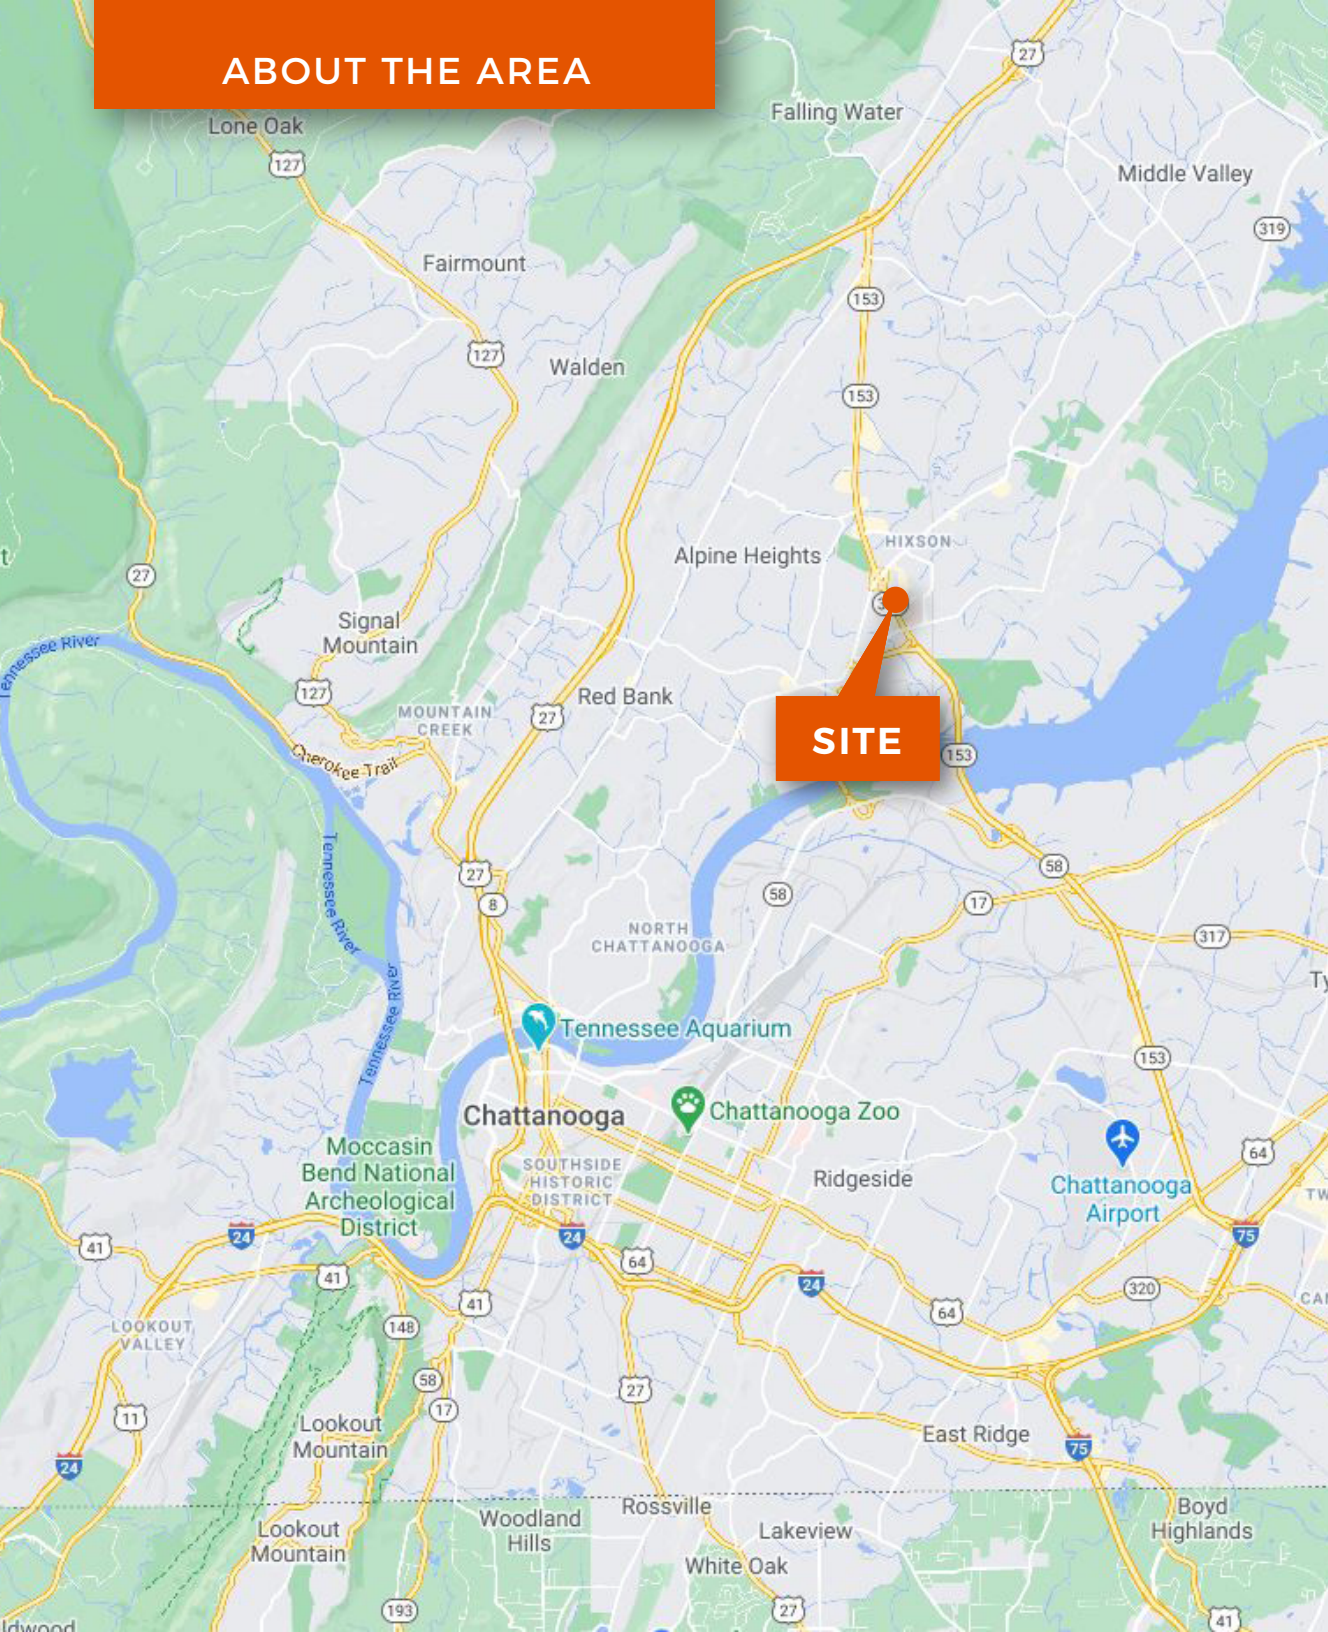 ABOUT THE AREA
27
Falling Water
Lone Oak
127
Middle Valley
319
Fairmount
153
127
Walden
153
HIXSON
Alpine Heights
27
Signal
Mountain
Tennessee River
127
Red Bank
MOUNTAIN
CREEK
27
SITE
153
Cherokee Trail
Tennessee River
27
58
58
8
17
NORTH
CHATTANOOGA
317
Tennessee River
Tennessee Aquarium
153
Chattanooga
Chattanooga Zoo
Moccasin
Bend National
Archeological
District
SOUTHSIDE
HISTORIC
DISTRICT
Ridgeside
64
Chattanooga
Airport
24
41
24
75
64
41
24
320
41
64
148
LOOKOUT
VALLEY
58
27
17
11
Lookout
Mountain
East Ridge
75
24
Rossville
Woodland
Hills
Boyd
Highlands
Lookout
Mountain
Lakeview
White Oak
193
27
41